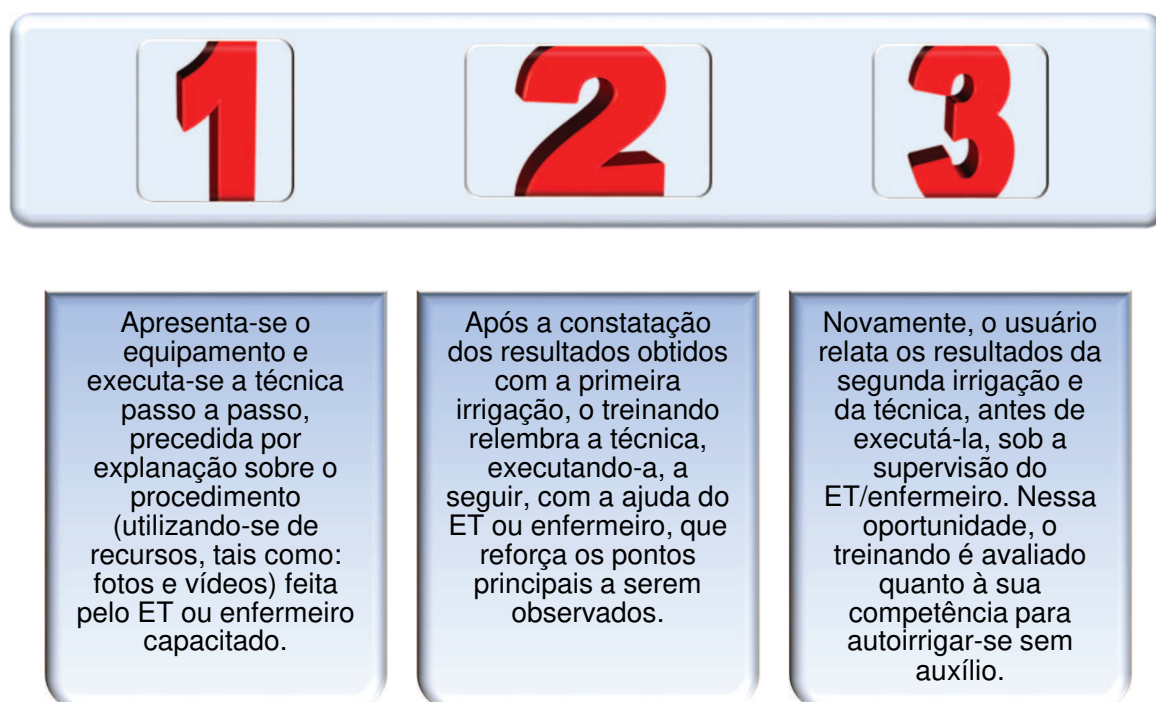 1
2
3
Apresenta-se o
equipamento e
executa-se a técnica
passo a passo,
precedida por
explanação sobre o
procedimento
(utilizando-se de
recursos, tais como:
fotos e vídeos) feita
pelo ET ou enfermeiro
capacitado.
Após a constatação
dos resultados obtidos
com a primeira
irrigação, o treinando
relembra a técnica,
executando-a, a
seguir, com a ajuda do
ET ou enfermeiro, que
reforça os pontos
principais a serem
observados.
Novamente, o usuário
relata os resultados da
segunda irrigação e
da técnica, antes de
executá-la, sob a
supervisão do
ET/enfermeiro. Nessa
oportunidade, o
treinando é avaliado
quanto à sua
competência para
autoirrigar-se sem
auxílio.